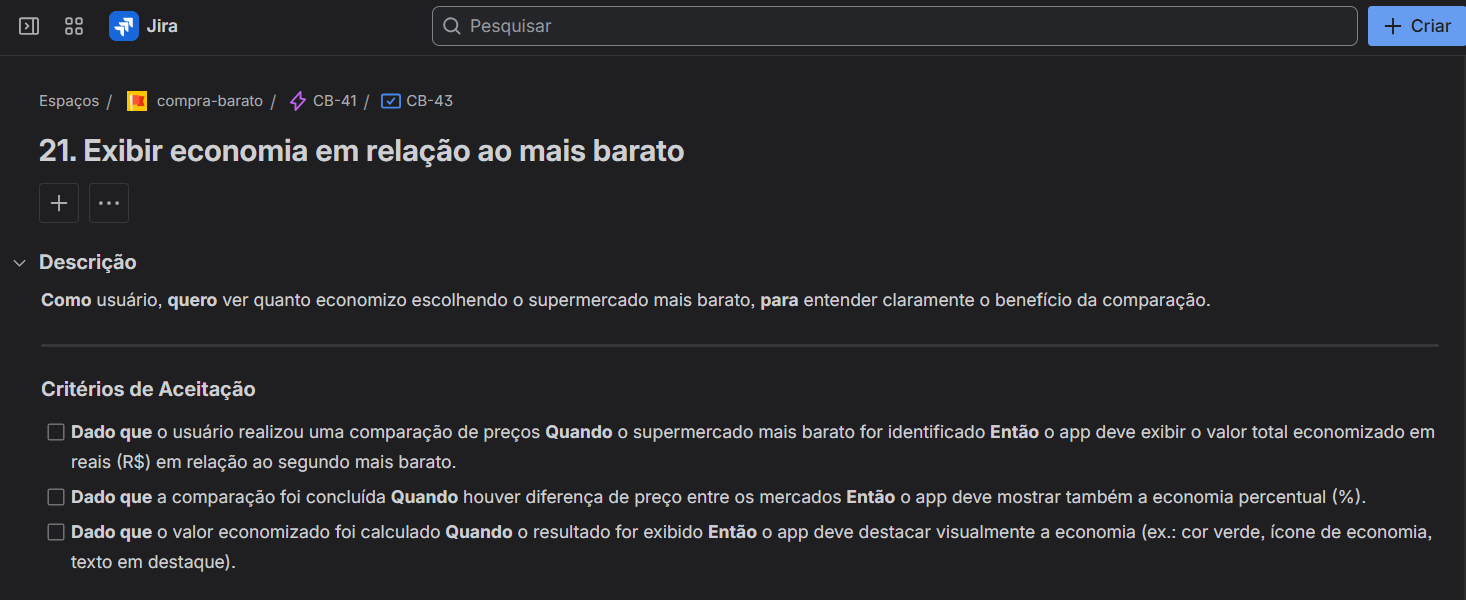 Jira
Pesquisar
Criar
Espaços / compra-barato / CB-41 / CB-43
21. Exibir economia em relação ao mais barato
Descrição
Como usuário, quero ver quanto economizo escolhendo o supermercado mais barato, para entender claramente o benefício da comparação.
Critérios de Aceitação
Dado que o usuário realizou uma comparação de preços Quando o supermercado mais barato for identificado Então o app deve exibir o valor total economizado em
reais (R$) em relação ao segundo mais barato.
Dado que a comparação foi concluída Quando houver diferença de preço entre os mercados Então o app deve mostrar também a economia percentual (%).
Dado que o valor economizado foi calculado Quando o resultado for exibido Então o app deve destacar visualmente a economia (ex.: cor verde, ícone de economia,
texto em destaque).